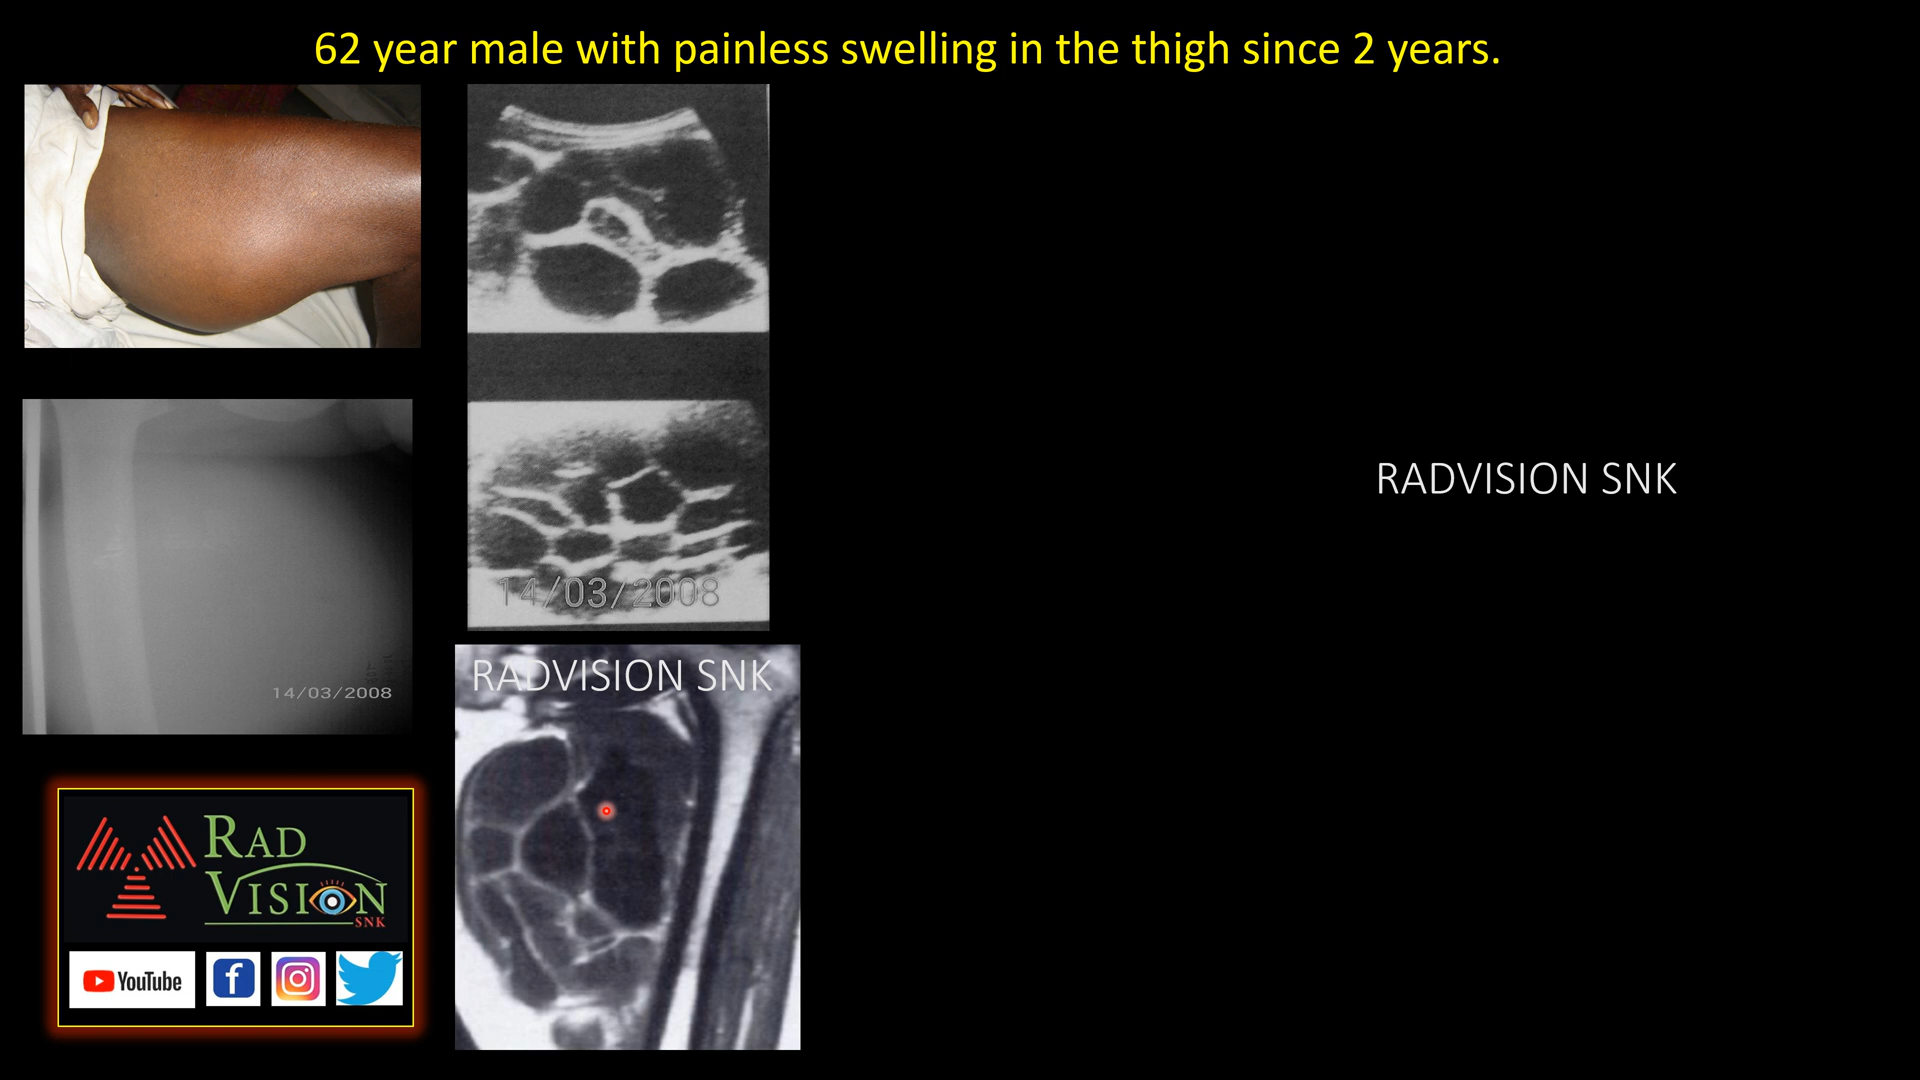 62 year male with painless swelling in the thigh since 2 years.
14/03/2008
14/03/2008
RADVISION SNK
RADVISION SNK
RAD
VISION
SNK
YouTube